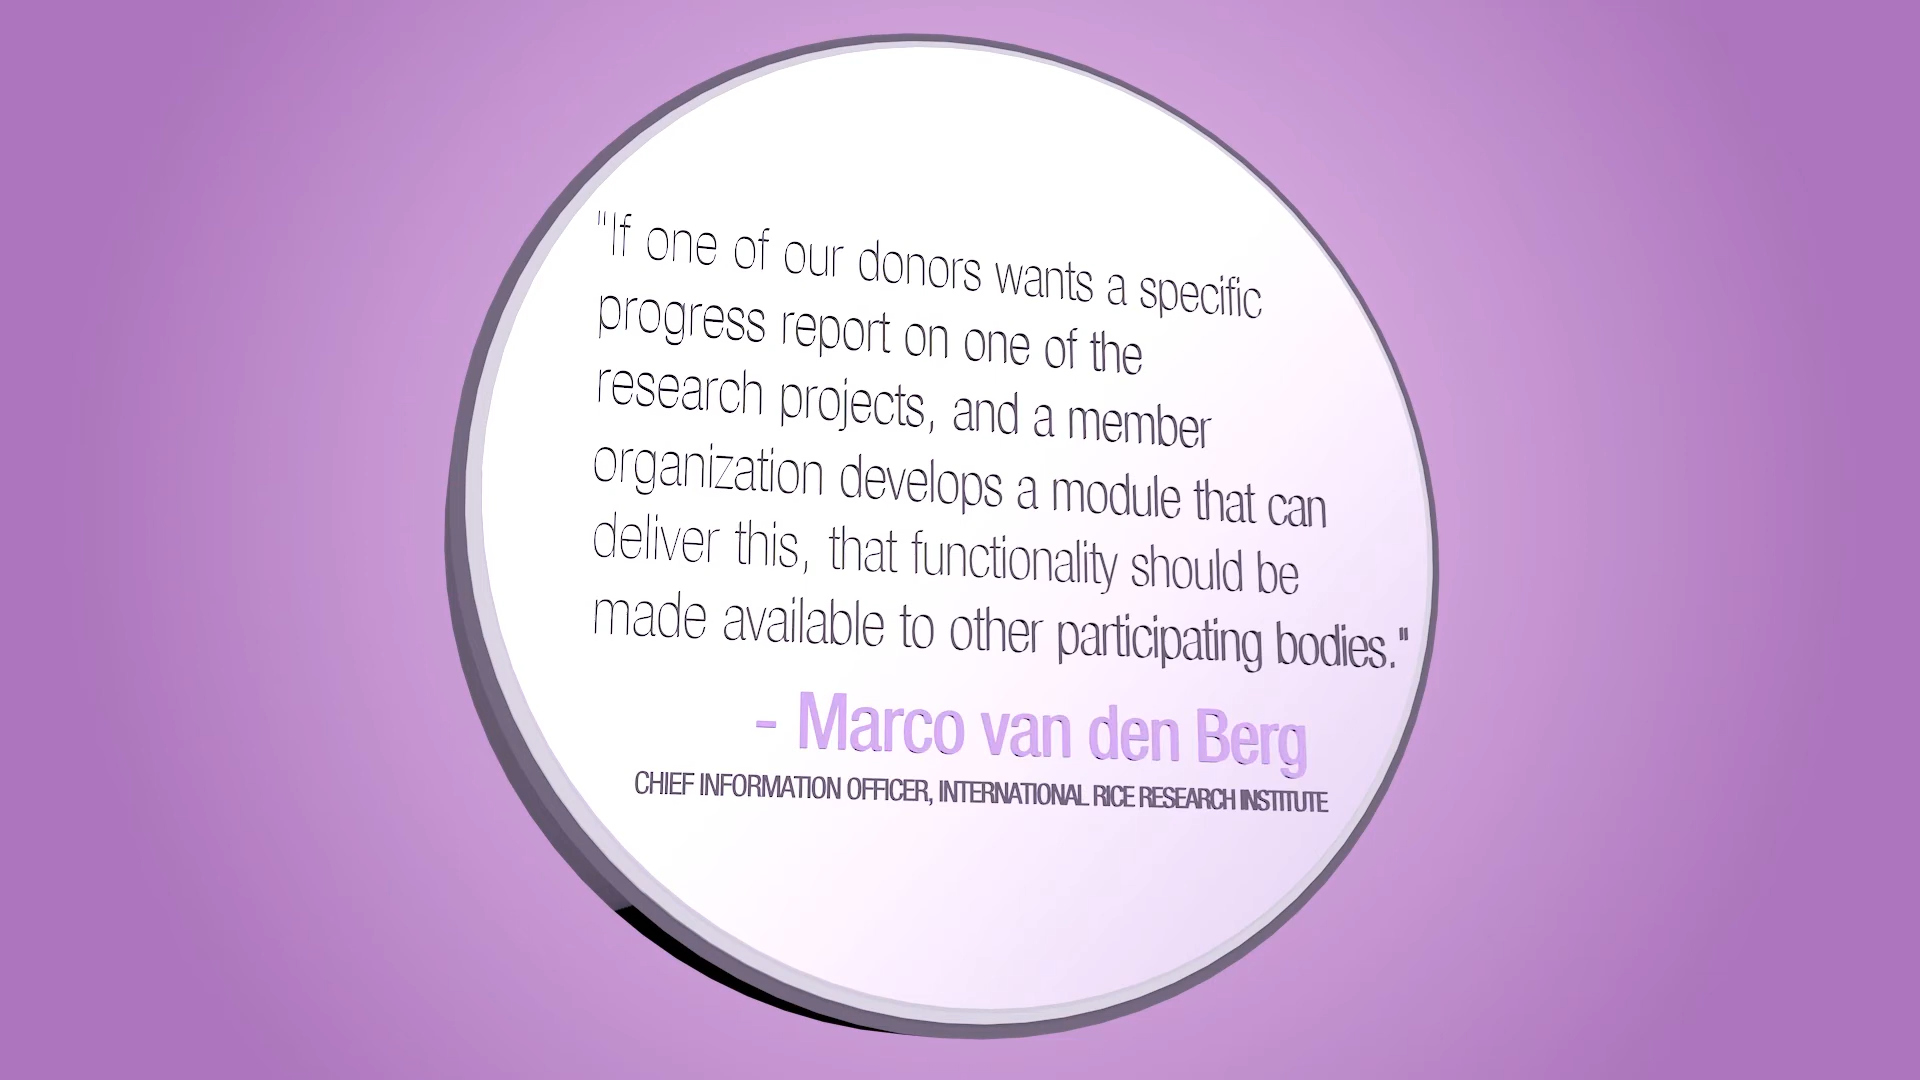 "If one of our donors wants a specific
progress report on one of the
research projects, and a member
organization develops a module that can
deliver this, that functionality should be
made available to other participating bodies."
- Marco van den Berg
CHIEF INFORMATION OFFICER, INTERNATIONAL RICE RESEARCH INSTITUTE